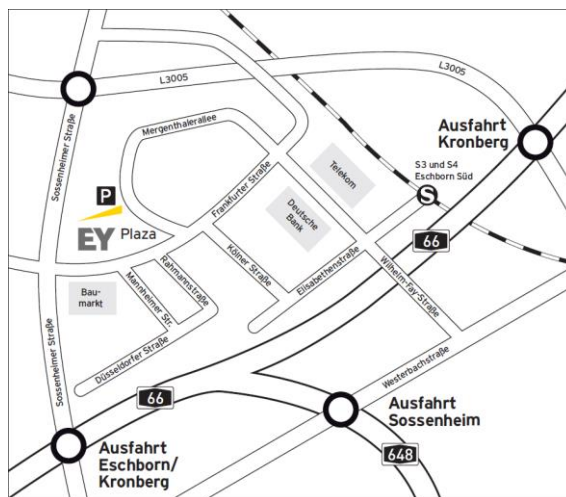 L3005
L3005
Sossenheimer Straße
Mergenthalerallee
Ausfahrt
Kronberg
Telekom
S3 und S4
Eschborn Süd
S
P
EY Plaza
Frankfurter Straße
Deutsche
Bank
66
Kölner Straße
Elisabethenstraße
Wilhelm-Fay-Straße
Rahmannstraße
Mannheimer Str.
Bau-
markt
Düsseldorfer Straße
Sossenheimer Straße
Westerbachstraße
66
Ausfahrt
Sossenheim
Ausfahrt
Eschborn/
Kronberg
648